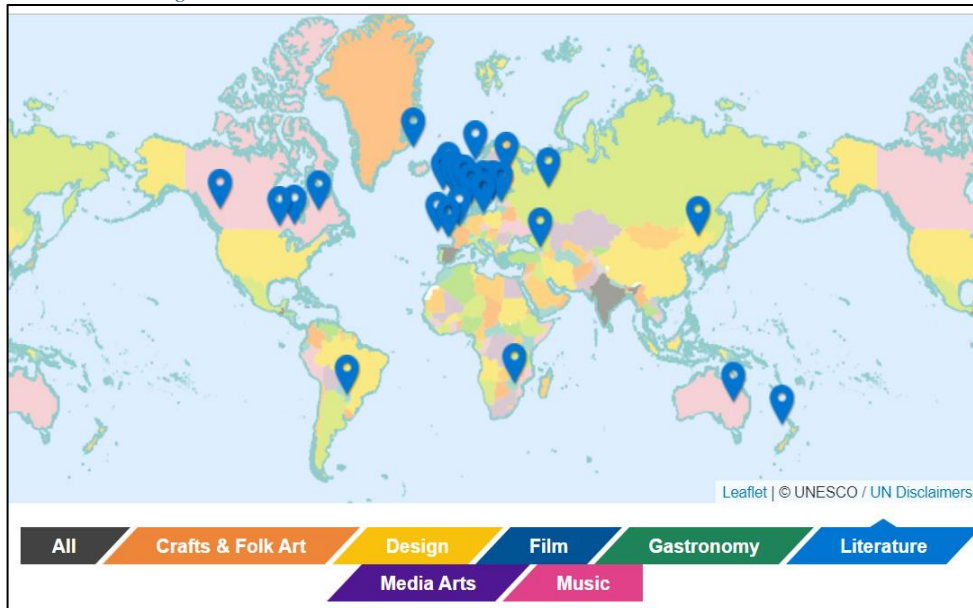 Leaflet | © UNESCO / UN Disclaimers
All Crafts & Folk Art Design Film Gastronomy Literature
Media Arts Music